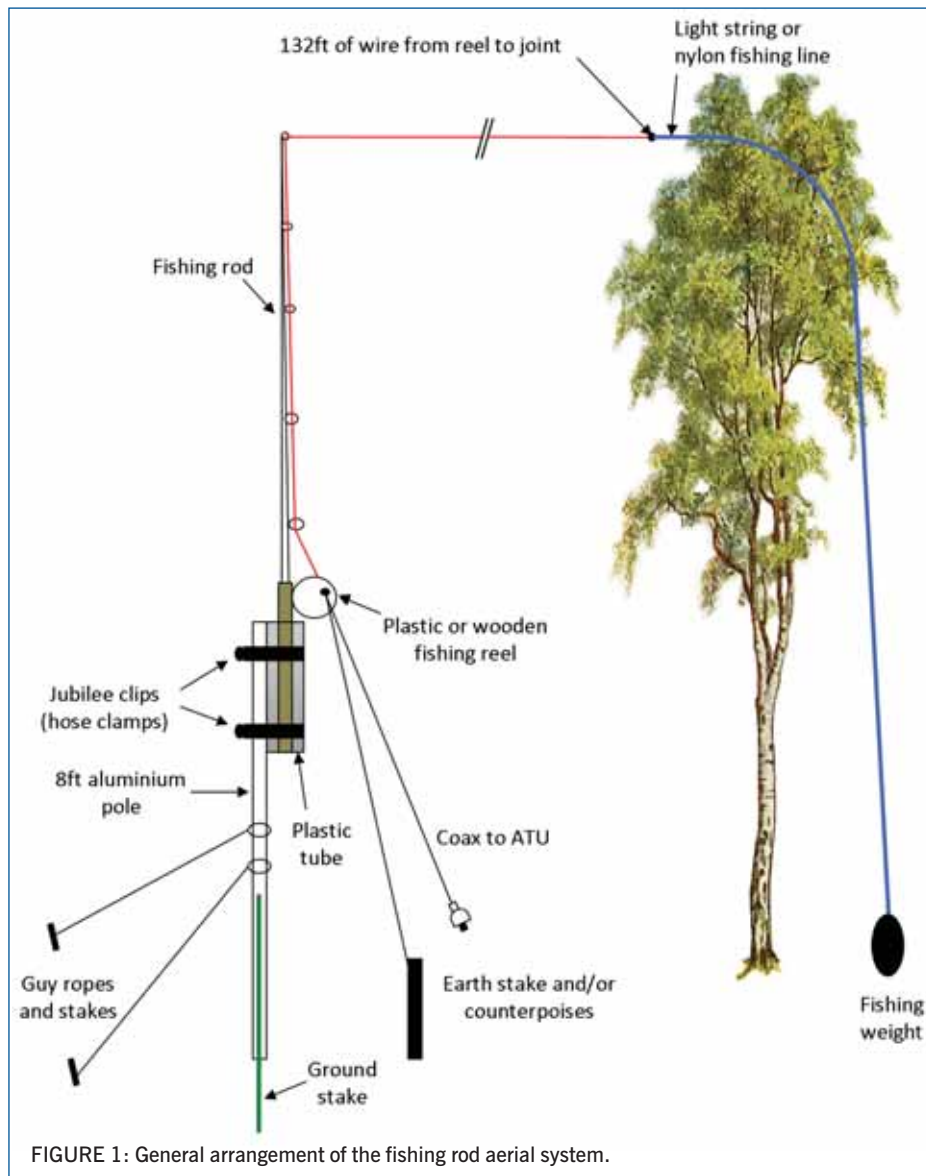 132ft of wire from reel to joint
Light string or
nylon fishing line
Fishing rod
Plastic or wooden
fishing reel
Jubilee clips
(hose clamps)
8ft aluminium
pole
Plastic
tube
Coax to ATU
Guy ropes
and stakes
Earth stake and/or
counterpoises
Fishing
weight
Ground
stake
FIGURE 1: General arrangement of the fishing rod aerial system.